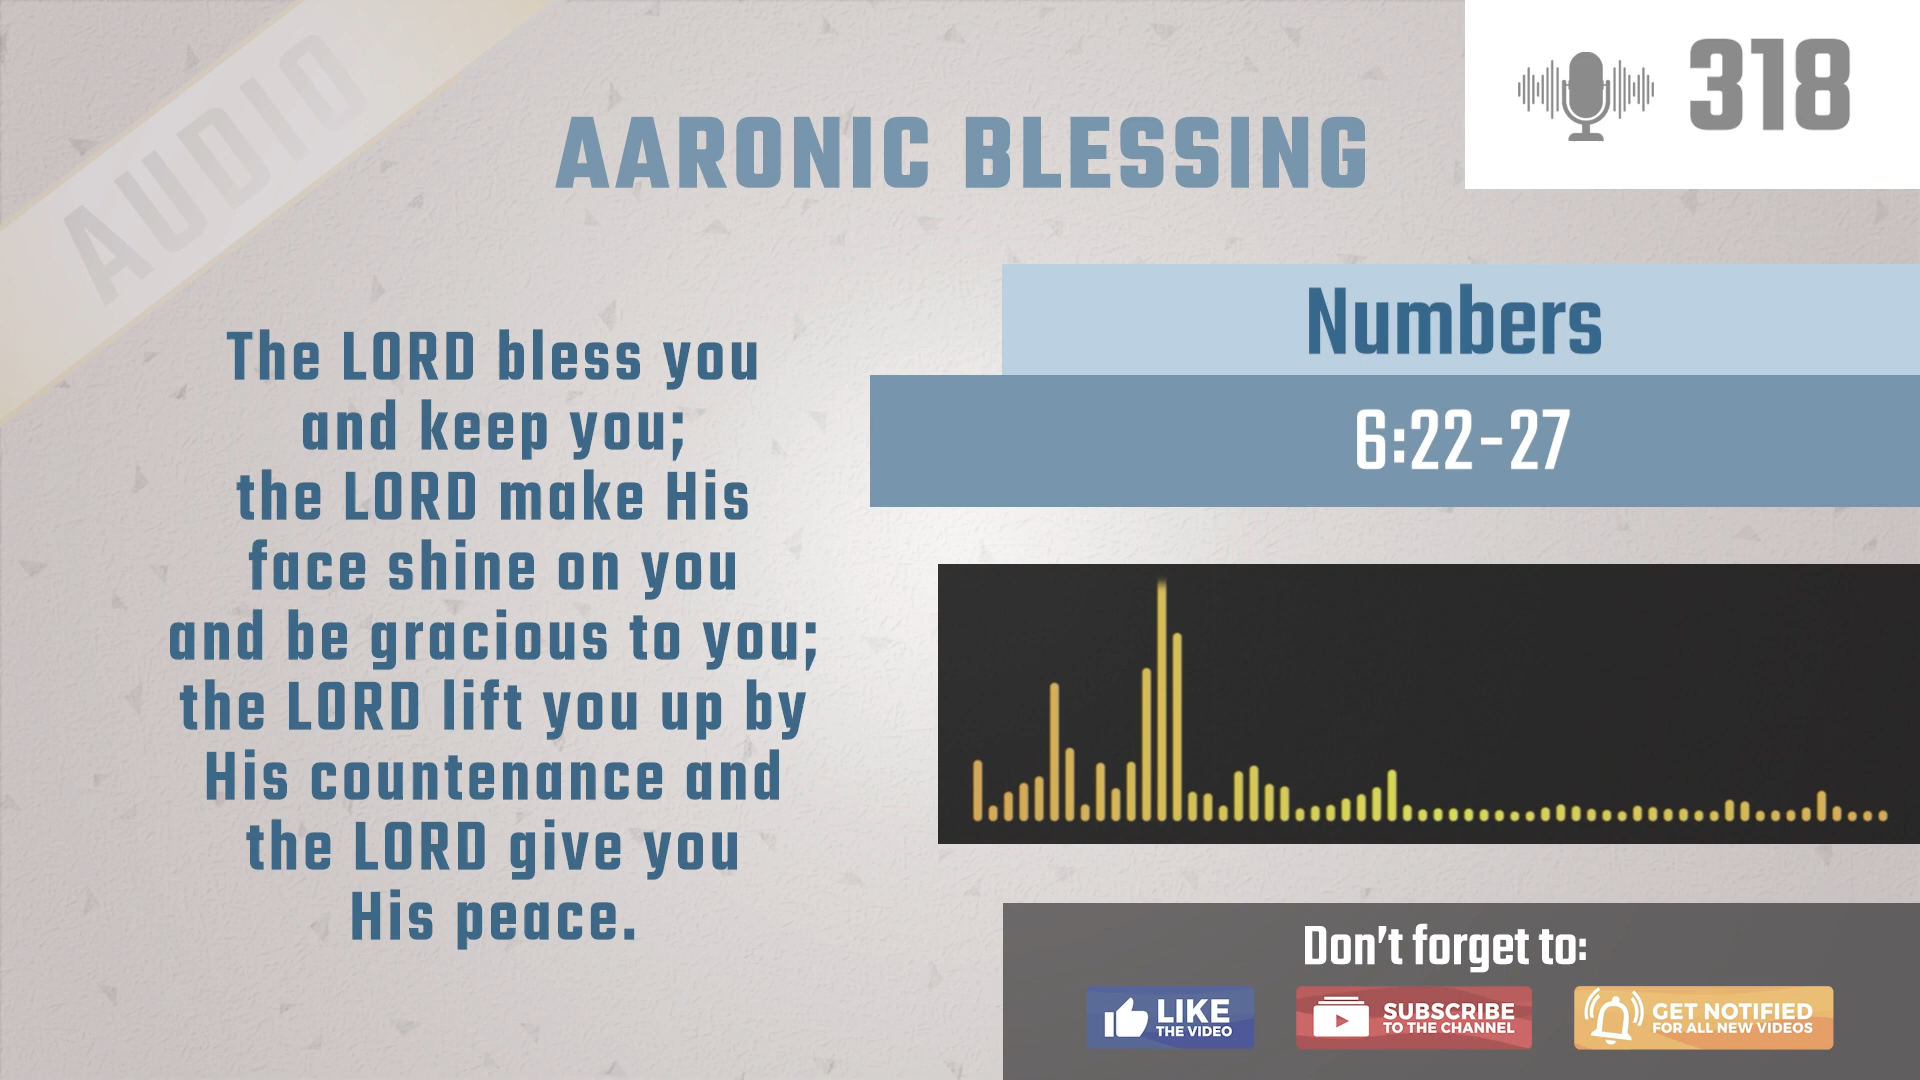 AUDIO
318
AARONIC BLESSING
Numbers
6:22-27
The LORD bless you
and keep you;
the LORD make His
face shine on you
and be gracious to you;
the LORD lift you up by
His countenance and
the LORD give you
His peace.
Don't forget to:
LIKE
THE VIDEO
SUBSCRIBE
TO THE CHANNEL
GET NOTIFIED
FOR ALL NEW VIDEOS